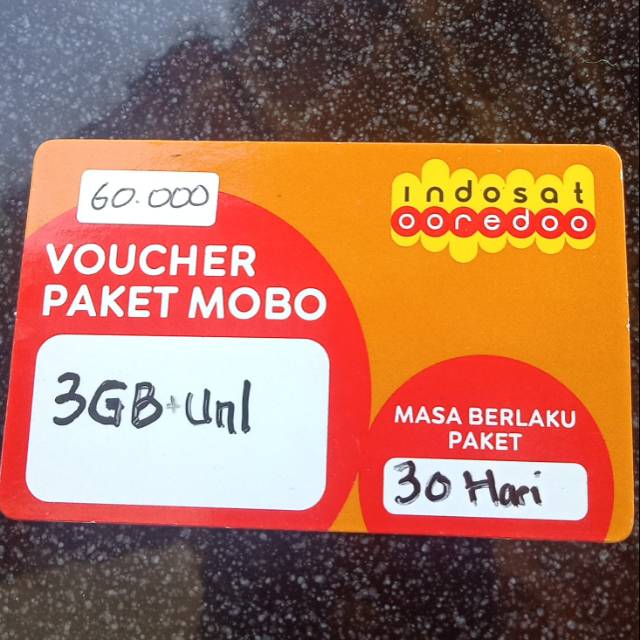 60.000
indosat
ooredoo
VOUCHER
PAKET MOBO
3GB+Unl
MASA BERLAKU
PAKET
30 Hari